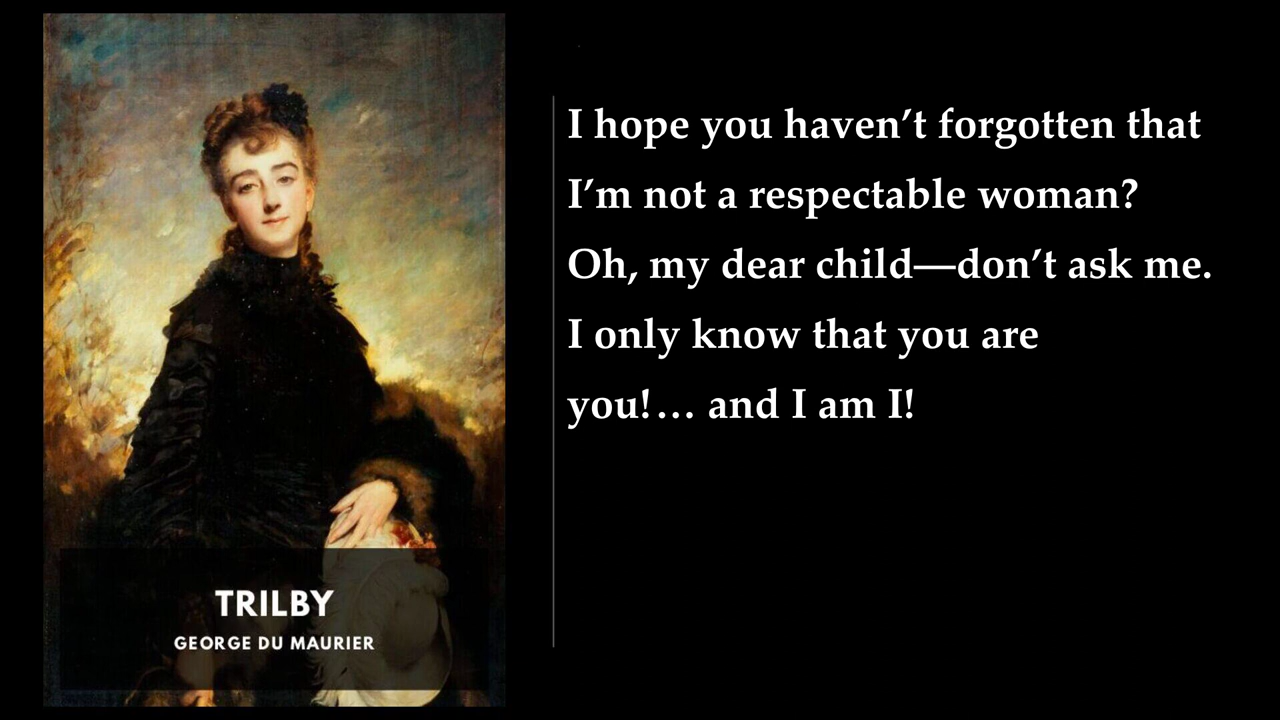 TRILBY
GEORGE DU MAURIER
I hope you haven’t forgotten that
I’m not a respectable woman?
Oh, my dear child—don’t ask me.
I only know that you are
you!… and I am I!